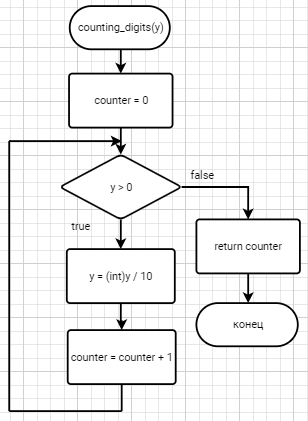 counting_digits(y)
counter = 0
y > 0
false
true
return counter
y = (int)y / 10
конец
counter = counter + 1